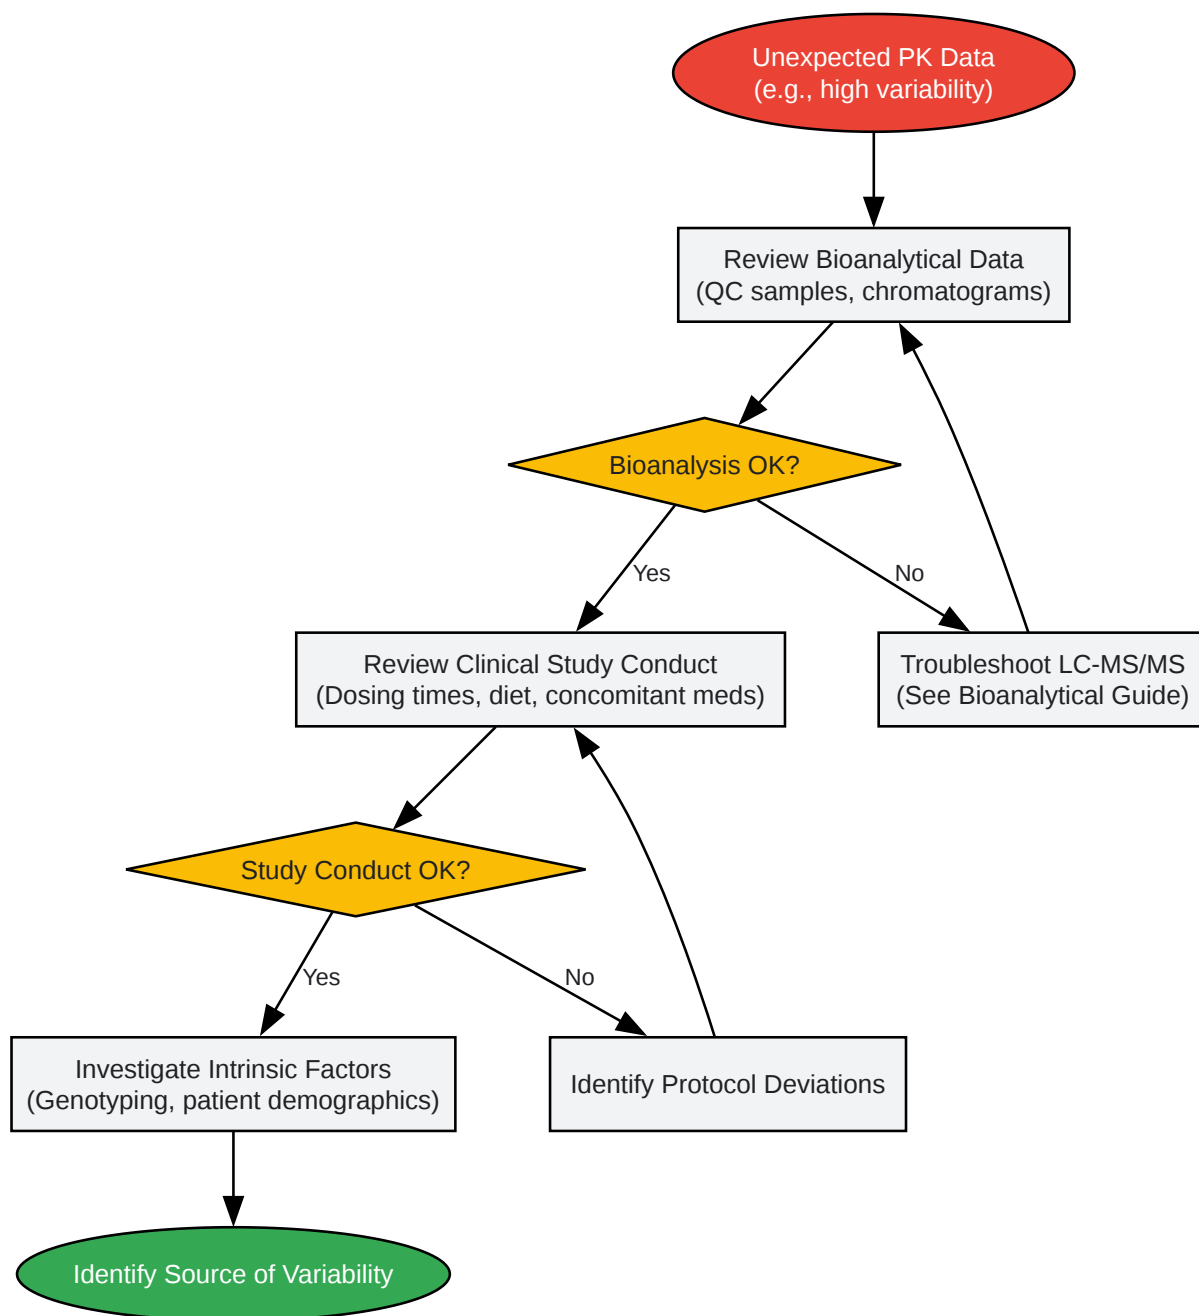 Unexpected PK Data
(e.g., high variability)
Review Bioanalytical Data
(QC samples, chromatograms)
Bioanalysis OK?
Yes
No
Review Clinical Study Conduct
(Dosing times, diet, concomitant meds)
Troubleshoot LC-MS/MS
(See Bioanalytical Guide)
Study Conduct OK?
Yes
No
Investigate Intrinsic Factors
(Genotyping, patient demographics)
Identify Protocol Deviations
Identify Source of Variability